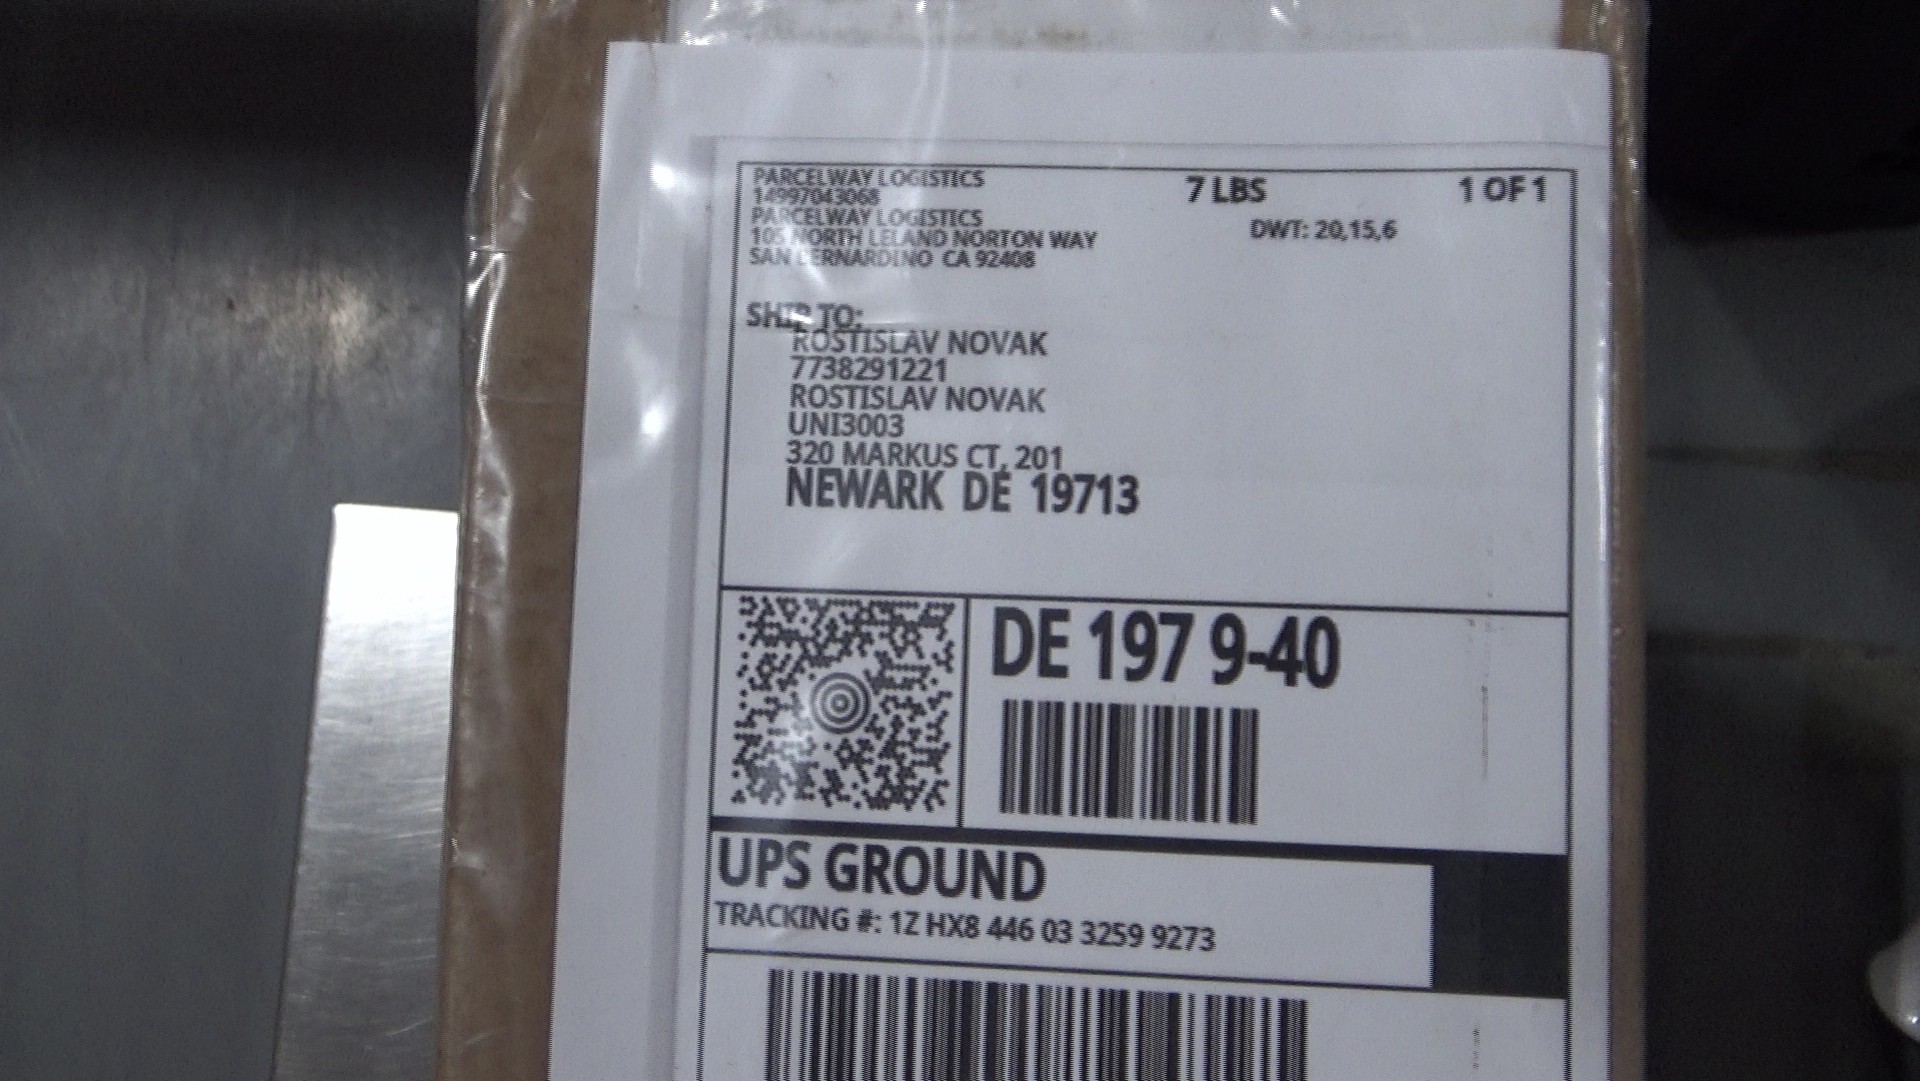 PARCELWAY LOGISTICS
14997043068
PARCELWAY LOGISTICS
105 NORTH LELAND NORTON WAY
SAN BERNARDINO CA 92408
7 LBS
1 OF 1
DWT: 20,15,6
SHIP TO:
ROSTISLAV NOVAK
7738291221
ROSTISLAV NOVAK
UNI3003
320 MARKUS CT, 201
NEWARK DE 19713
DE 197 9-40
UPS GROUND
TRACKING #: 1Z HX8 446 03 3259 9273